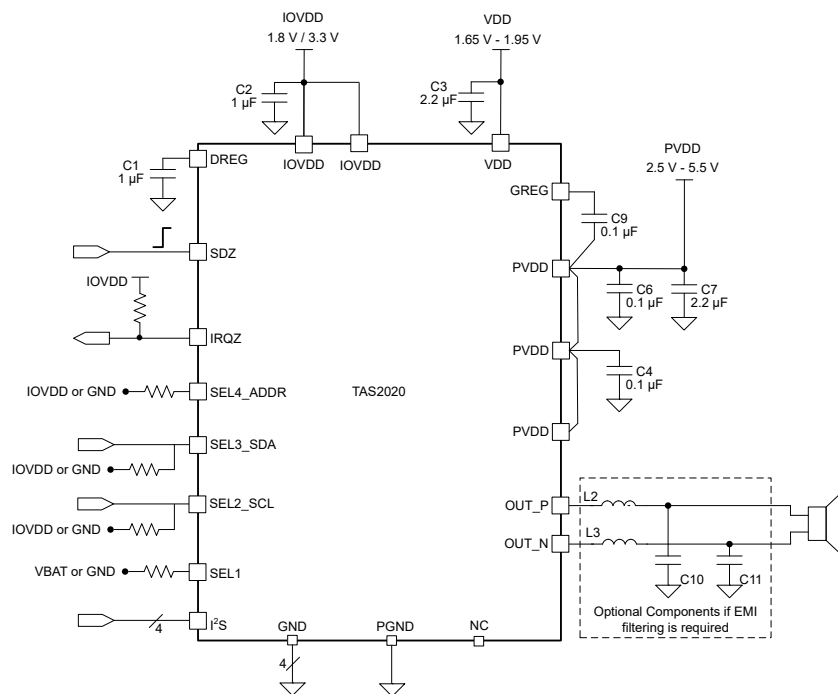 IOVDD
1.8 V / 3.3 V
VDD
1.65 V - 1.95 V
C2
1 µF
C3
2.2 µF
IOVDD
IOVDD
VDD
PVDD
2.5 V - 5.5 V
C1
1 µF
DREG
GREG
C9
0.1 µF
SDZ
PVDD
IOVDD
C6
0.1 µF
C7
2.2 µF
IRQZ
PVDD
C4
0.1 µF
IOVDD or GND
SEL4_ADDR
TAS2020
SEL3_SDA
PVDD
IOVDD or GND
SEL2_SCL
OUT_P
L2
IOVDD or GND
OUT_N
L3
VBAT or GND
SEL1
C10
C11
4
I²S
GND
PGND
NC
Optional Components if EMI
filtering is required
4